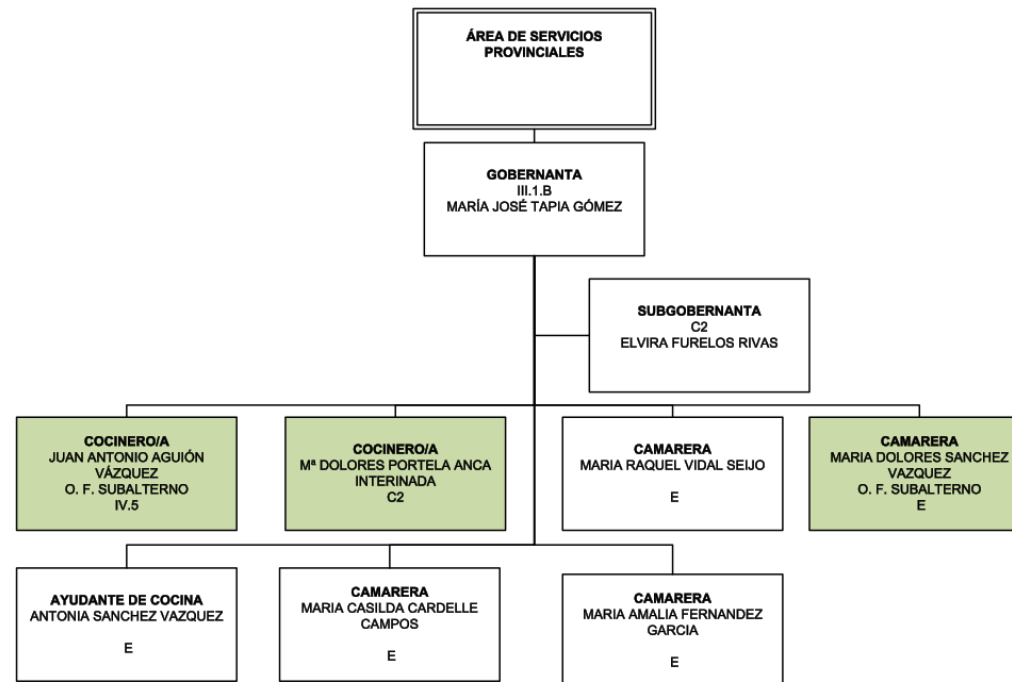 ÁREA DE SERVICIOS
PROVINCIALES
GOBERNANTA
III.1.B
MARÍA JOSÉ TAPIA GÓMEZ
SUBGOBERNANTA
C2
ELVIRA FURELOS RIVAS
COCINERO/A
JUAN ANTONIO AGUIÓN
VÁZQUEZ
O. F. SUBALTERNO
IV.5
COCINERO/A
Mª DOLORES PORTELA ANCA
INTERINADA
C2
CAMARERA
MARIA RAQUEL VIDAL SEIJO
E
CAMARERA
MARIA DOLORES SANCHEZ
VAZQUEZ
O. F. SUBALTERNO
E
AYUDANTE DE COCINA
ANTONIA SANCHEZ VAZQUEZ
E
CAMARERA
MARIA CASILDA CARDELLE
CAMPOS
E
CAMARERA
MARIA AMALIA FERNANDEZ
GARCIA
E